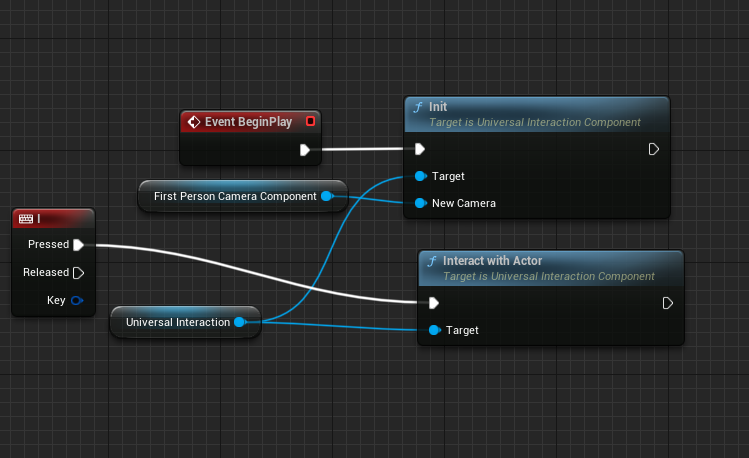 Event BeginPlay
Init
Target is Universal Interaction Component
Target
New Camera
First Person Camera Component
I
Pressed
Released
Key
Universal Interaction
Interact with Actor
Target is Universal Interaction Component
Target